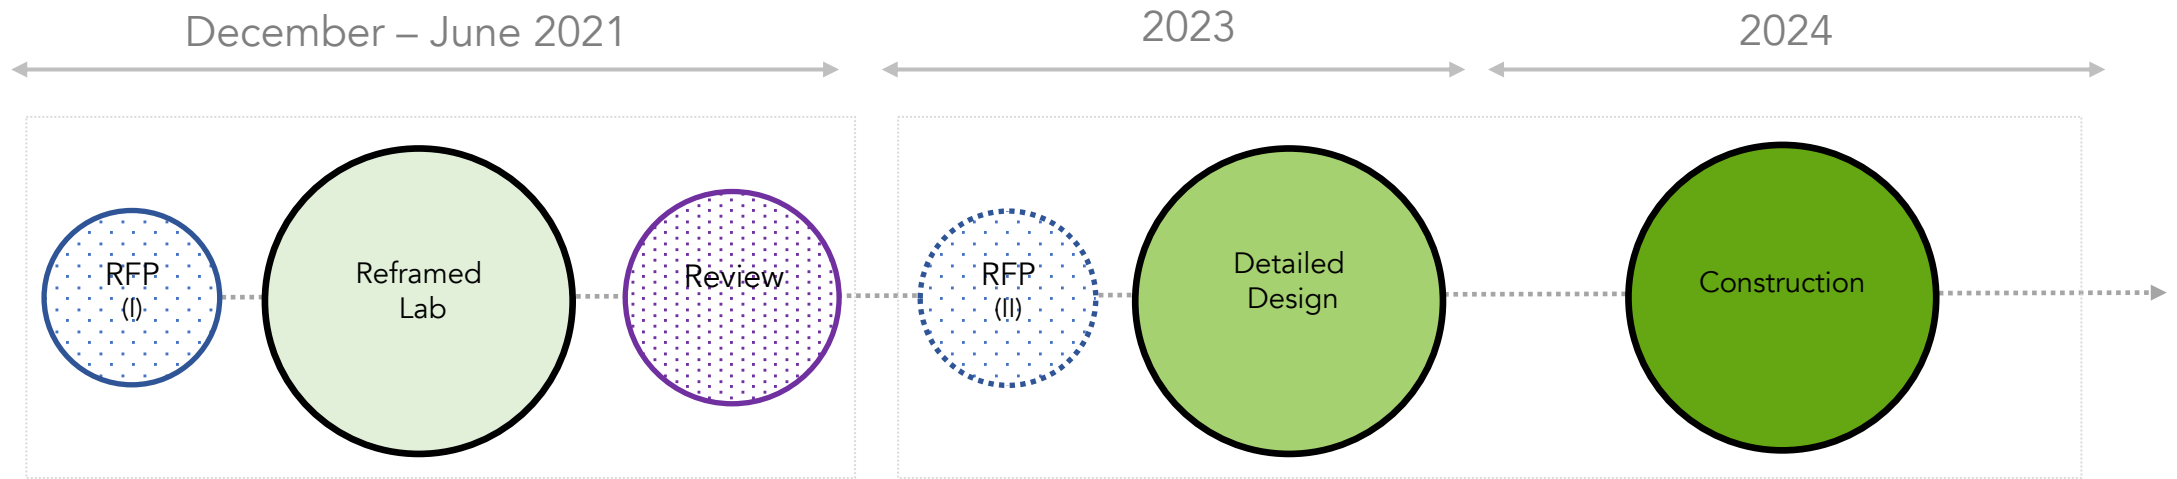 December – June 2021
2023
2024
RFP
(I)
Reframed
Lab
Review
RFP
(II)
Detailed
Design
Construction